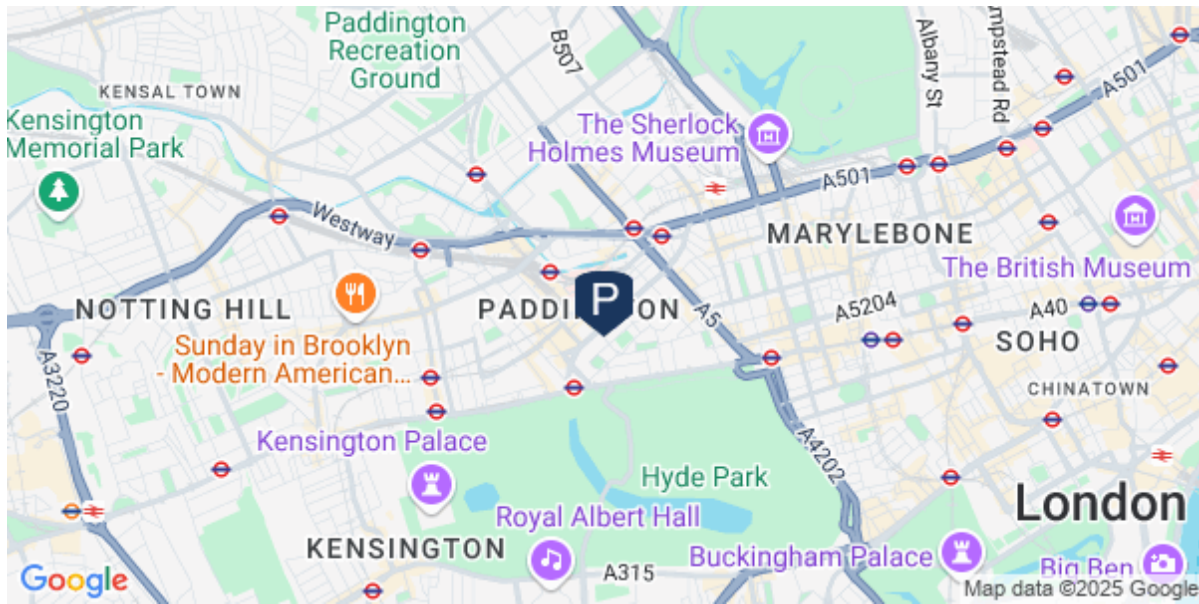 Paddington
Recreation
Ground
B507
Albany St
mpstead Rd
A501
KENSAL TOWN
Kensington
Memorial Park
The Sherlock
Holmes Museum
A501
Westway
MARYLEBONE
The British Museum
NOTTING HILL
P
A5
A5204
A40
SOHO
Sunday in Brooklyn
- Modern American...
A3220
CHINATOWN
Kensington Palace
A4202
Hyde Park
London
Royal Albert Hall
KENSINGTON
Buckingham Palace
Big Ben
A315
Google
Map data ©2025 Google